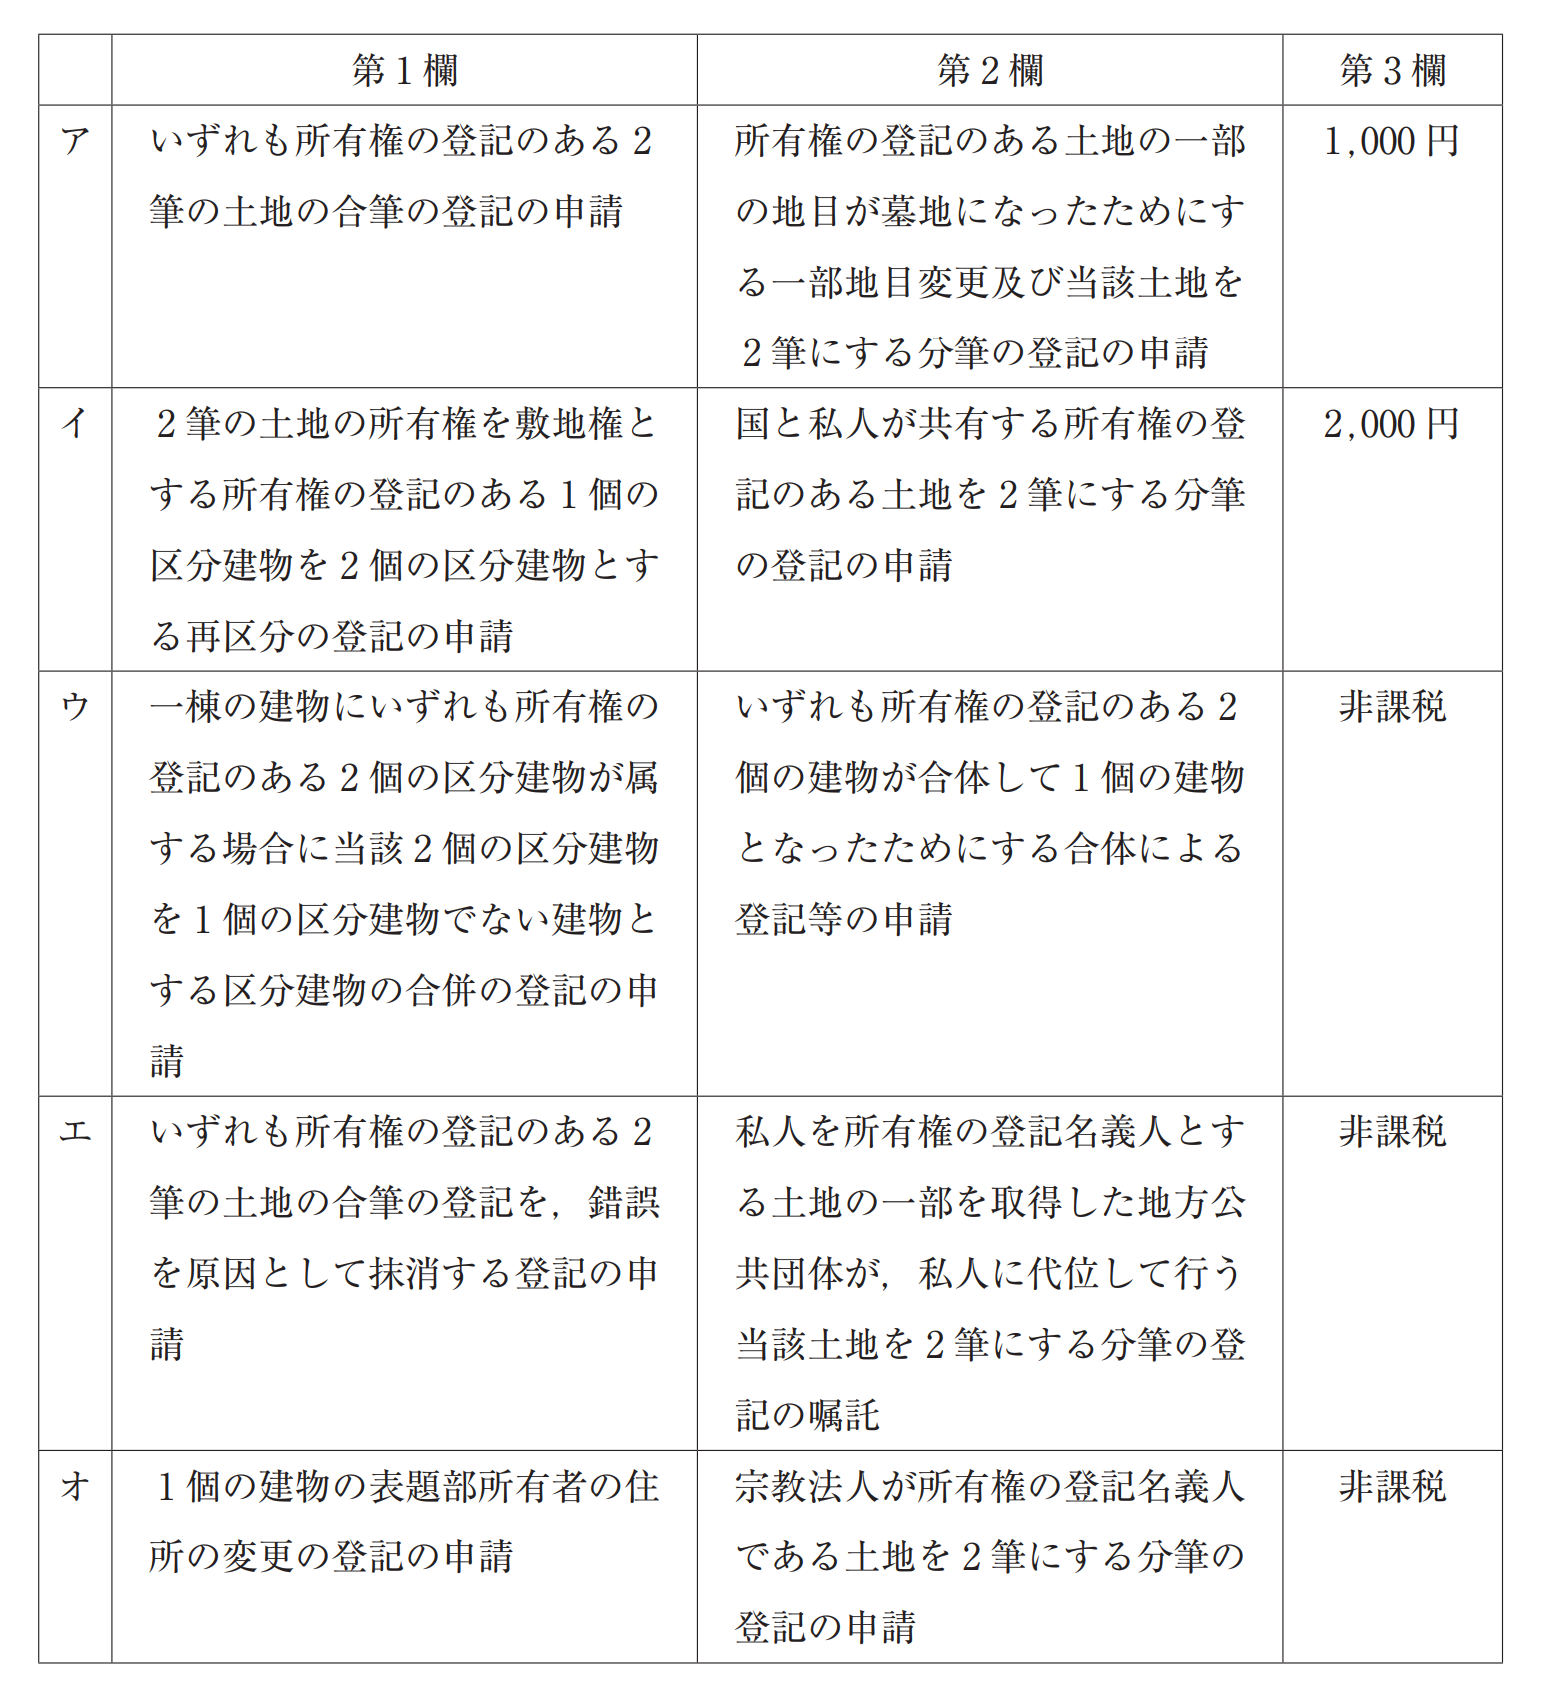 第1欄 第2欄 第3欄
ア いずれも所有権の登記のある2 所有権の登記のある土地の一部 1,000 円
筆の土地の合筆の登記の申請 の地目が墓地になったためにす
る一部地目変更及び当該土地を
2筆にする分筆の登記の申請
イ 2筆の土地の所有権を敷地権と 国と私人が共有する所有権の登 2,000 円
する所有権の登記のある1個の 記のある土地を2筆にする分筆
区分建物を2個の区分建物とす の登記の申請
る再区分の登記の申請
ウ 一棟の建物にいずれも所有権の いずれも所有権の登記のある2 非課税
登記のある2個の区分建物が属 個の建物が合体して1個の建物
する場合に当該2個の区分建物 となったためにする合体による
を1個の区分建物でない建物と 登記等の申請
する区分建物の合併の登記の申
請
エ いずれも所有権の登記のある2 私人を所有権の登記名義人とす 非課税
筆の土地の合筆の登記を,錯誤 る土地の一部を取得した地方公
を原因として抹消する登記の申 共団体が,私人に代位して行う
請 当該土地を2筆にする分筆の登
記の嘱託
オ 1個の建物の表題部所有者の住 宗教法人が所有権の登記名義人 非課税
所の変更の登記の申請 である土地を2筆にする分筆の
登記の申請